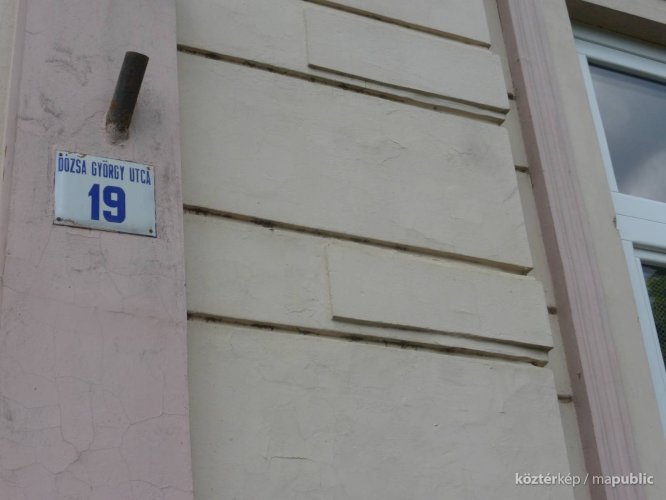 DÓZSA GYÖRGY UTCA
19
köztérkép / mapublic